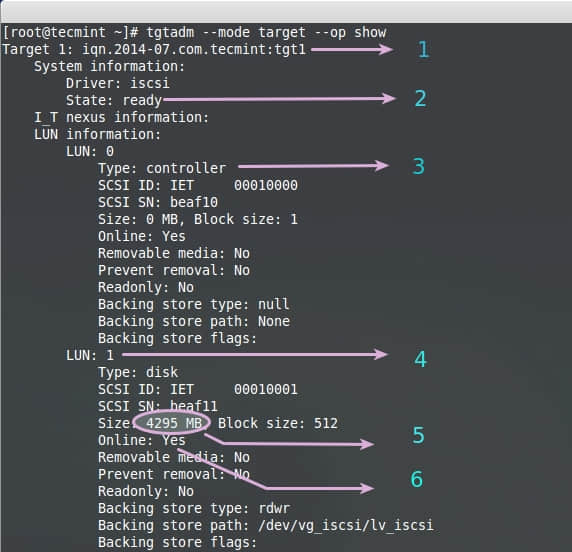 [root@tecmint ~]# tgtadm --mode target --op show
Target 1: iqn.2014-07.com.tecmint:tgt1 1
System information:
Driver: iscsi
State: ready 2
I_T nexus information:
LUN information:
LUN: 0
Type: controller 3
SCSI ID: IET     00010000
SCSI SN: beaf10
Size: 0 MB, Block size: 1
Online: Yes
Removable media: No
Prevent removal: No
Readonly: No
Backing store type: null
Backing store path: None
Backing store flags:
LUN: 1 4
Type: disk
SCSI ID: IET     00010001
SCSI SN: beaf11
Size: 4295 MB, Block size: 512
Online: Yes 5
Removable media: No
Prevent removal: No 6
Readonly: No
Backing store type: rdwr
Backing store path: /dev/vg_iscsi/lv_iscsi
Backing store flags: